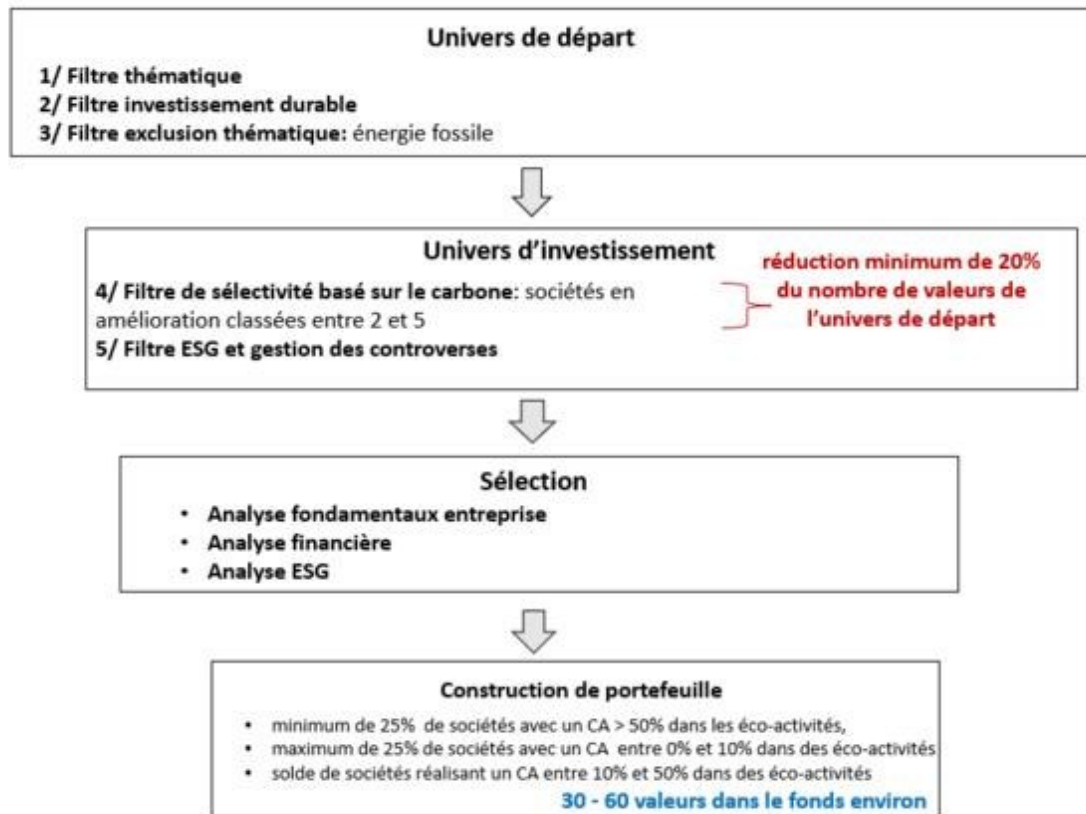 Univers de départ
1/ Filtre thématique
2/ Filtre investissement durable
3/ Filtre exclusion thématique: énergie fossile
Univers d’investissement
4/ Filtre de sélectivité basé sur le carbone: sociétés en
amélioration classées entre 2 et 5
5/ Filtre ESG et gestion des controverses
réduction minimum de 20%
du nombre de valeurs de
l’univers de départ
Sélection
• Analyse fondamentaux entreprise
• Analyse financière
• Analyse ESG
Construction de portefeuille
• minimum de 25% de sociétés avec un CA > 50% dans les éco-activités,
• maximum de 25% de sociétés avec un CA entre 0% et 10% dans des éco-activités
• solde de sociétés réalisant un CA entre 10% et 50% dans des éco-activités
30 - 60 valeurs dans le fonds environ